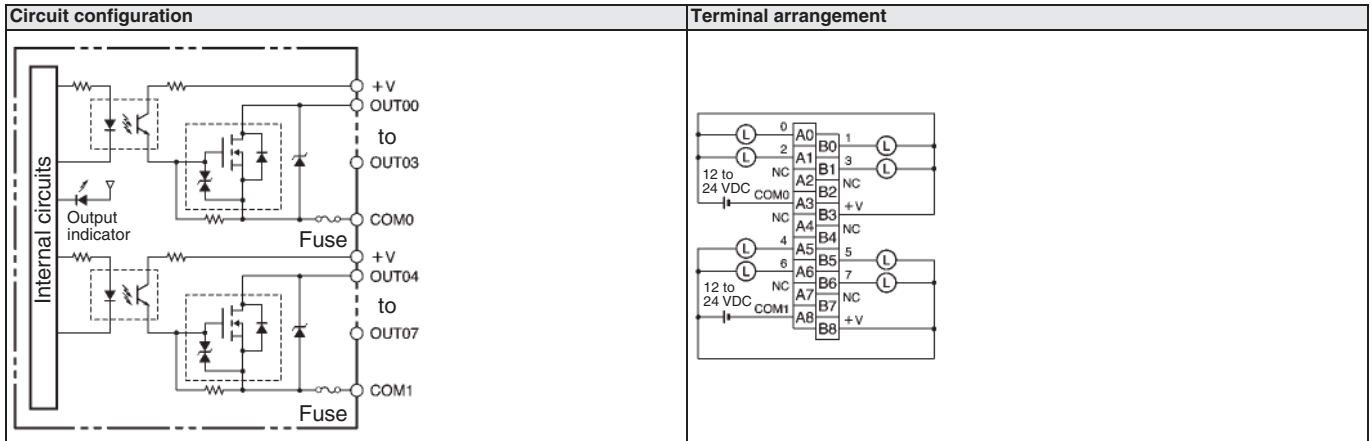 Circuit configuration
Terminal arrangement
Internal circuits
Output
indicator
+V
OUT00
to
OUT03
COM0
Fuse
+V
OUT04
to
OUT07
COM1
Fuse
L 0 A0 B0 1 L
L 2 A1 B1 3 L
12 to
24 VDC
NC A2 B2 NC
COM0 A3 B3 +V
NC A4 B4 NC
L 4 A5 B5 5 L
L 6 A6 B6 7 L
12 to
24 VDC
NC A7 B7 NC
COM1 A8 B8 +V